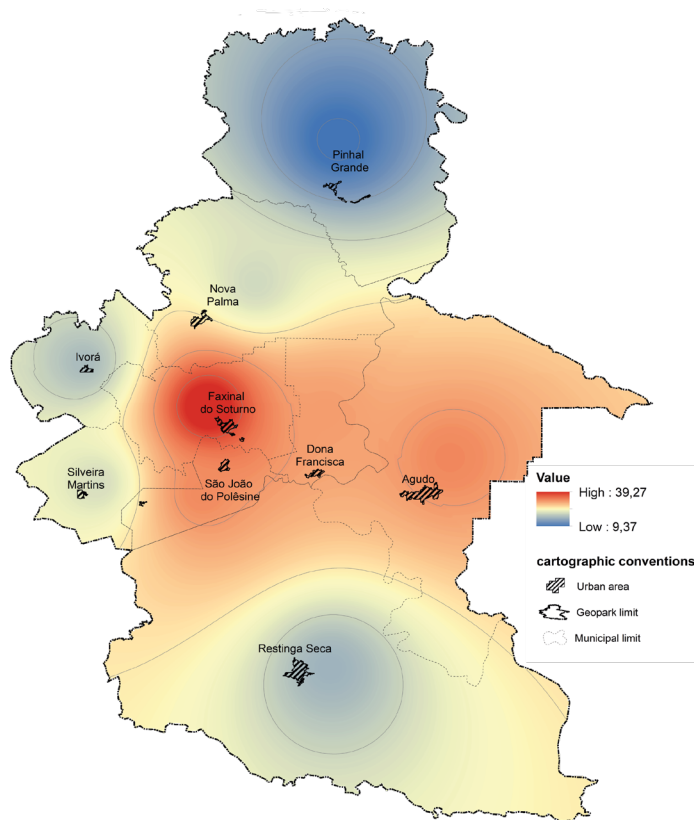 Pinhal
Grande
Nova
Palma
Ivorá
Faxinal
do Soturno
Dona
Francisca
Silveira
Martins
São João
do Polêsine
Agudo
Restinga Seca
Value
High : 39,27
Low : 9,37
cartographic conventions
Urban area
Geopark limit
Municipal limit